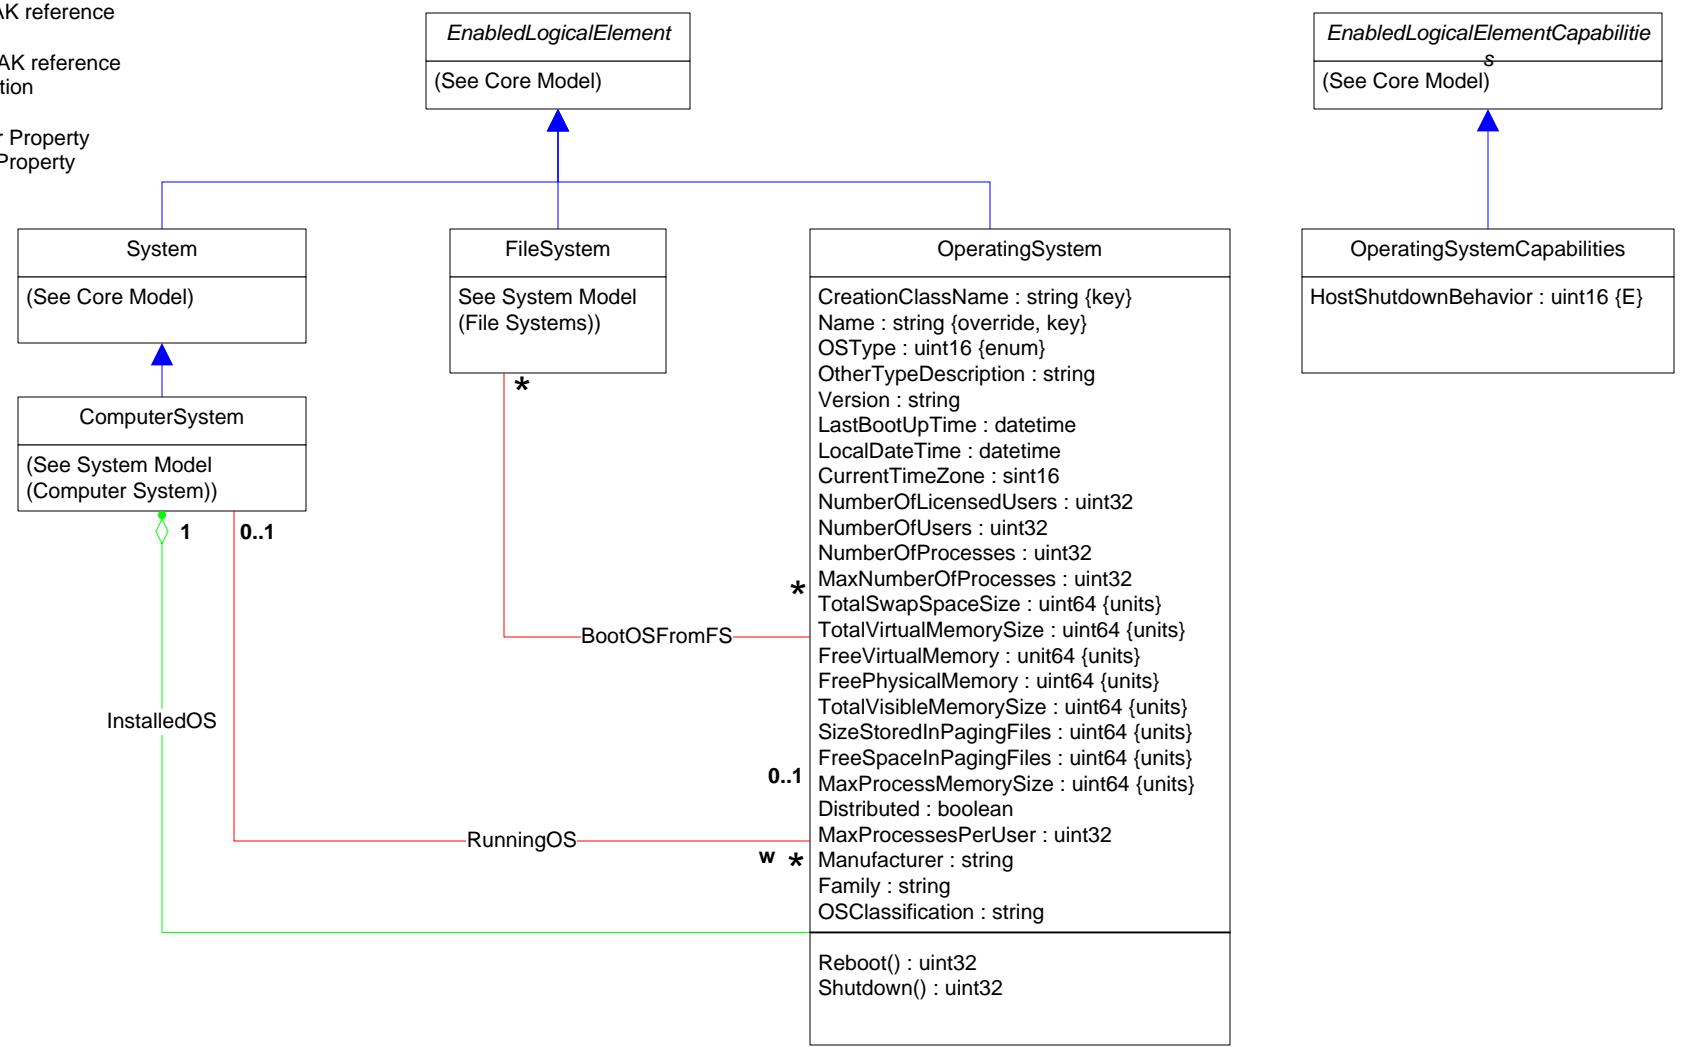 AK reference
AK reference
tion
r Property
Property
EnabledLogicalElement
(See Core Model)
EnabledLogicalElementCapabilitie
s
(See Core Model)
System
(See Core Model)
FileSystem
See System Model
(File Systems))
OperatingSystem
CreationClassName : string {key}
Name : string {override, key}
OSType : uint16 {enum}
OtherTypeDescription : string
Version : string
LastBootUpTime : datetime
LocalDateTime : datetime
CurrentTimeZone : sint16
NumberOfLicensedUsers : uint32
NumberOfUsers : uint32
NumberOfProcesses : uint32
MaxNumberOfProcesses : uint32
TotalSwapSpaceSize : uint64 {units}
TotalVirtualMemorySize : uint64 {units}
FreeVirtualMemory : unit64 {units}
FreePhysicalMemory : uint64 {units}
TotalVisibleMemorySize : uint64 {units}
SizeStoredInPagingFiles : uint64 {units}
FreeSpaceInPagingFiles : uint64 {units}
MaxProcessMemorySize : uint64 {units}
Distributed : boolean
MaxProcessesPerUser : uint32
Manufacturer : string
Family : string
OSClassification : string
Reboot() : uint32
Shutdown() : uint32
OperatingSystemCapabilities
HostShutdownBehavior : uint16 {E}
ComputerSystem
(See System Model
(Computer System))
1
0..1
*
*
BootOSFromFS
InstalledOS
0..1
RunningOS
w *